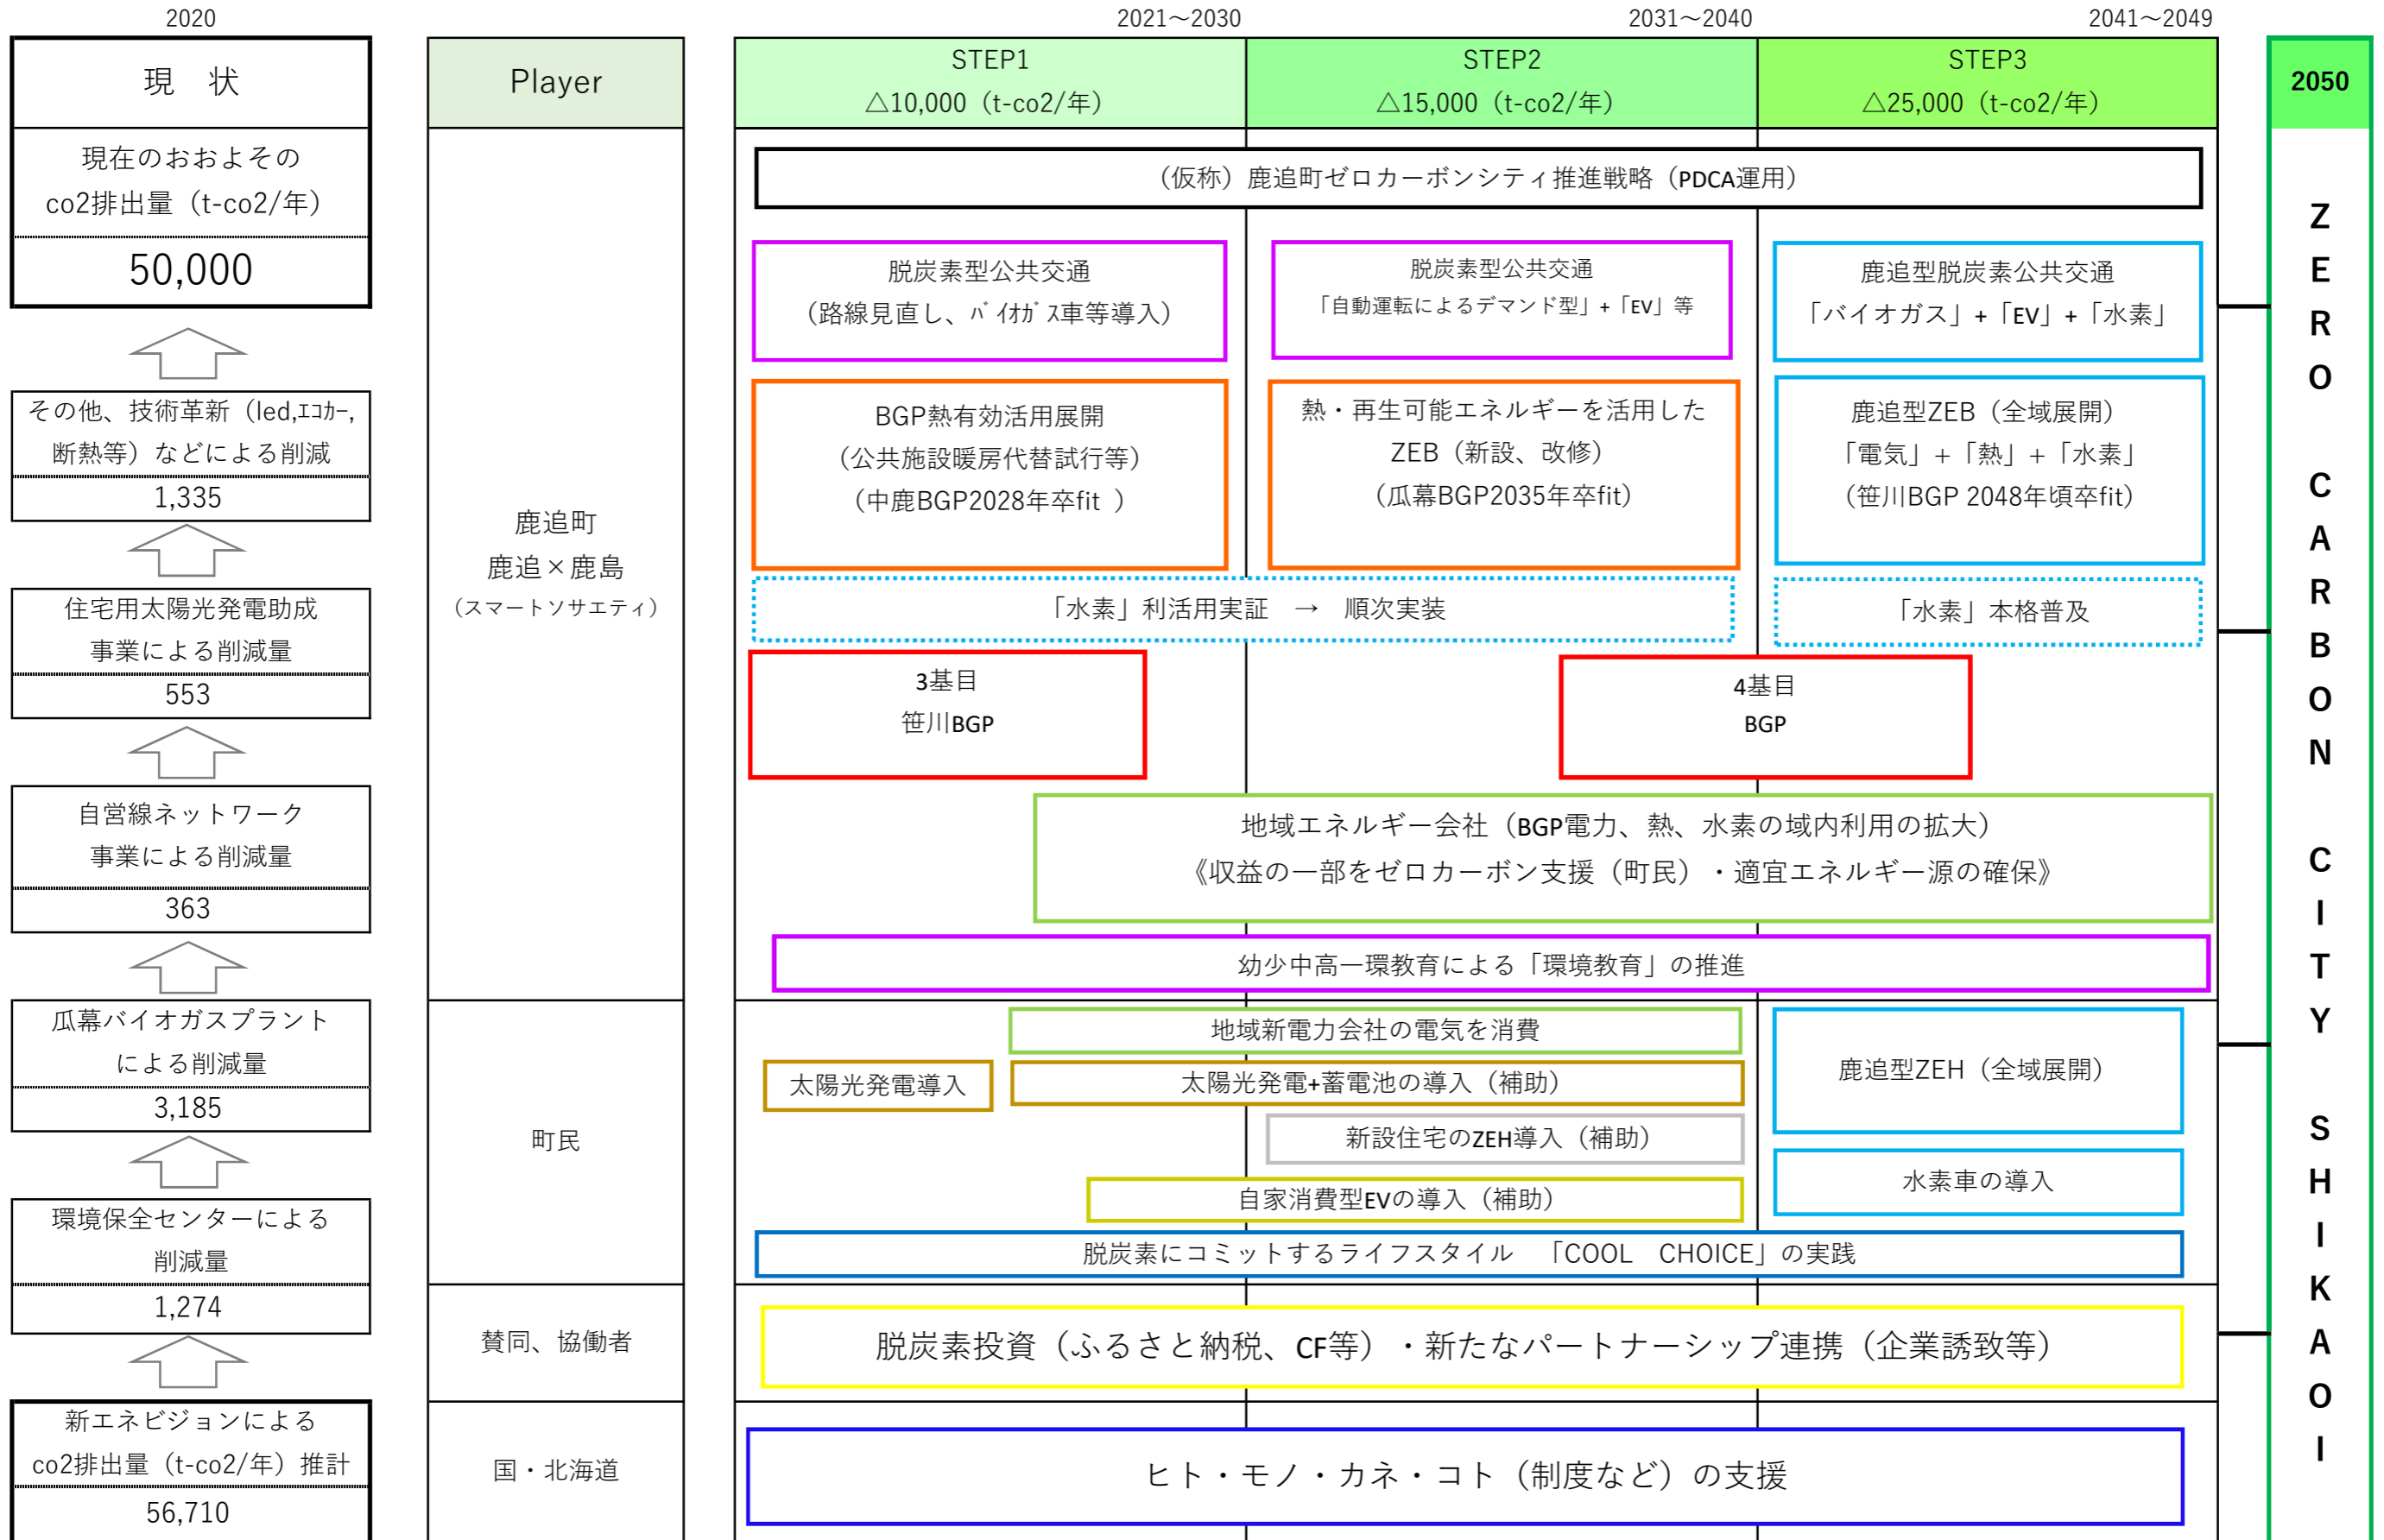 2020
現　状
現在のおおよその
co2排出量（t-co2/年）
50,000
その他、技術革新（led,ｴｺｶｰ,
断熱等）などによる削減
1,335
住宅用太陽光発電助成
事業による削減量
553
自営線ネットワーク
事業による削減量
363
瓜幕バイオガスプラント
による削減量
3,185
環境保全センターによる
削減量
1,274
新エネビジョンによる
co2排出量（t-co2/年）推計
56,710
Player
鹿追町
鹿追×鹿島
（スマートソサエティ）
町民
賛同、協働者
国・北海道
2021～2030
2031～2040
2041～2049
STEP1
△10,000（t-co2/年）
STEP2
△15,000（t-co2/年）
STEP3
△25,000（t-co2/年）
（仮称）鹿追町ゼロカーボンシティ推進戦略（PDCA運用）
脱炭素型公共交通
（路線見直し、ﾊﾞｲｵｶﾞｽ車等導入）
脱炭素型公共交通
「自動運転によるデマンド型」+「EV」等
鹿追型脱炭素公共交通
「バイオガス」+「EV」+「水素」
BGP熱有効活用展開
（公共施設暖房代替試行等）
（中鹿BGP2028年卒fit ）
熱・再生可能エネルギーを活用した
ZEB（新設、改修）
（瓜幕BGP2035年卒fit）
鹿追型ZEB（全域展開）
「電気」+「熱」+「水素」
（笹川BGP 2048年頃卒fit）
「水素」利活用実証　→　順次実装
「水素」本格普及
3基目
笹川BGP
4基目
BGP
地域エネルギー会社（BGP電力、熱、水素の域内利用の拡大）
《収益の一部をゼロカーボン支援（町民）・適宜エネルギー源の確保》
幼少中高一環教育による「環境教育」の推進
地域新電力会社の電気を消費
太陽光発電導入
太陽光発電+蓄電池の導入（補助）
新設住宅のZEH導入（補助）
自家消費型EVの導入（補助）
鹿追型ZEH（全域展開）
水素車の導入
脱炭素にコミットするライフスタイル　「COOL　CHOICE」の実践
脱炭素投資（ふるさと納税、CF等）・新たなパートナーシップ連携（企業誘致等）
ヒト・モノ・カネ・コト（制度など）の支援
2050
ZERO CARBON CITY SHIKAOI